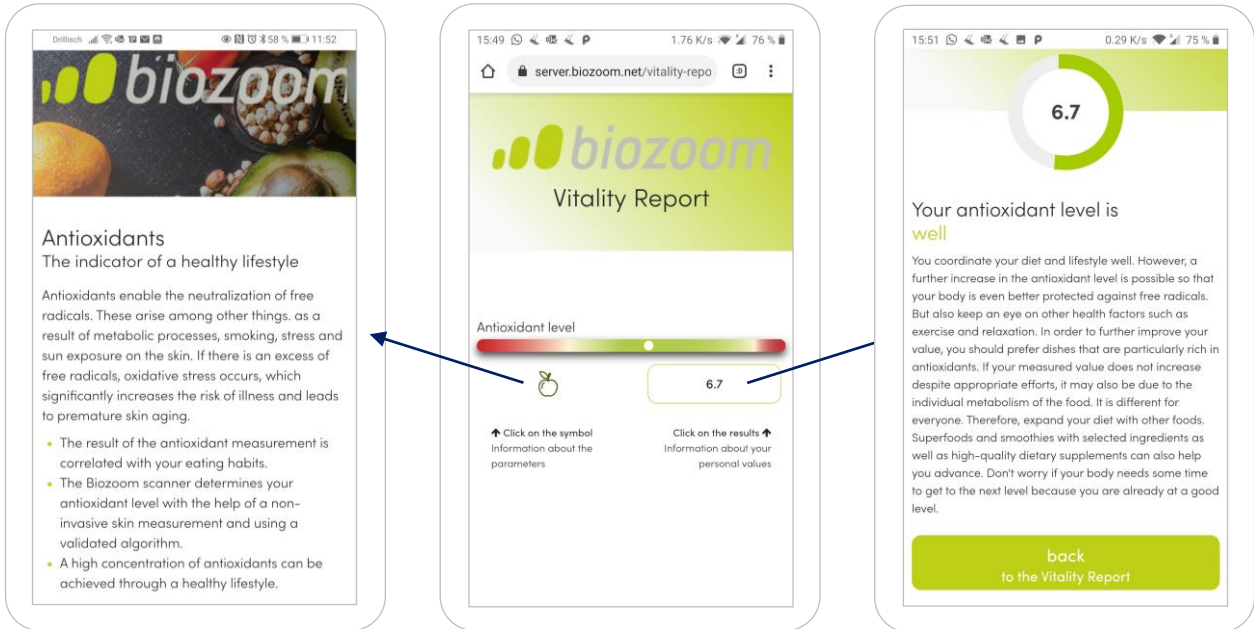 Drillisch 58 % 11:52
biozoom
Antioxidants
The indicator of a healthy lifestyle
Antioxidants enable the neutralization of free
radicals. These arise among other things. as a
result of metabolic processes, smoking, stress and
sun exposure on the skin. If there is an excess of
free radicals, oxidative stress occurs, which
significantly increases the risk of illness and leads
to premature skin aging.
• The result of the antioxidant measurement is
correlated with your eating habits.
• The Biozoom scanner determines your
antioxidant level with the help of a non-
invasive skin measurement and using a
validated algorithm.
• A high concentration of antioxidants can be
achieved through a healthy lifestyle.
15:49 1.76 K/s 76 %
server.biozoom.net/vitality-repo :D
biozoom
Vitality Report
Antioxidant level
6.7
↑ Click on the symbol
Information about the
parameters
Click on the results ↑
Information about your
personal values
15:51 0.29 K/s 75 %
6.7
Your antioxidant level is
well
You coordinate your diet and lifestyle well. However, a
further increase in the antioxidant level is possible so that
your body is even better protected against free radicals.
But also keep an eye on other health factors such as
exercise and relaxation. In order to further improve your
value, you should prefer dishes that are particularly rich in
antioxidants. If your measured value does not increase
despite appropriate efforts, it may also be due to the
individual metabolism of the food. It is different for
everyone. Therefore, expand your diet with other foods.
Superfoods and smoothies with selected ingredients as
well as high-quality dietary supplements can also help
you advance. Don't worry if your body needs some time
to get to the next level because you are already at a good
level.
back
to the Vitality Report